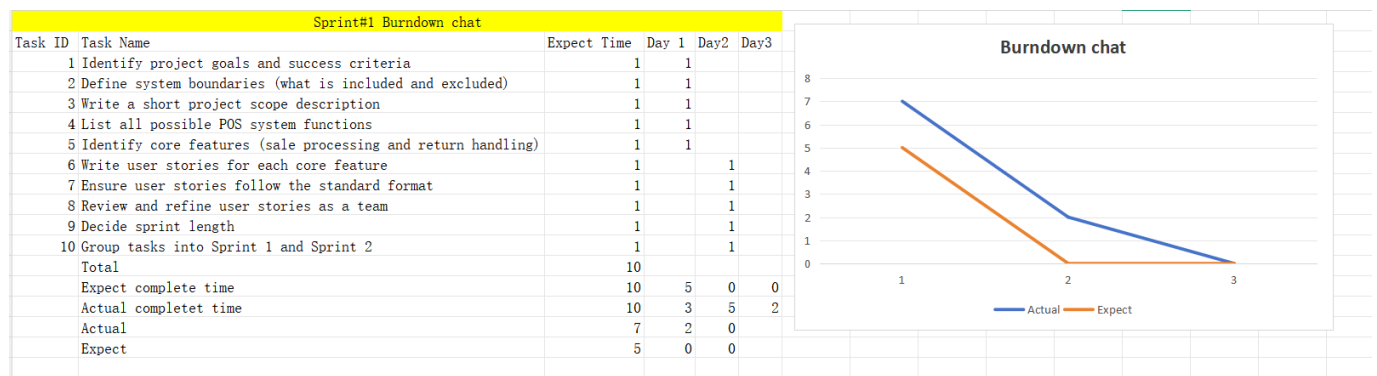 Sprint#1 Burndown chat
Task ID Task Name Expect Time Day 1 Day2 Day3
1 Identify project goals and success criteria 1 1
2 Define system boundaries (what is included and excluded) 1 1
3 Write a short project scope description 1 1
4 List all possible POS system functions 1 1
5 Identify core features (sale processing and return handling) 1 1
6 Write user stories for each core feature 1 1
7 Ensure user stories follow the standard format 1 1
8 Review and refine user stories as a team 1 1
9 Decide sprint length 1 1
10 Group tasks into Sprint 1 and Sprint 2 1 1
Total 10
Expect complete time 10 5 0 0
Actual completet time 10 3 5 2
Actual 7 2 0
Expect 5 0 0
Burndown chat
8
7
6
5
4
3
2
1
0
1 2 3
Actual Expect